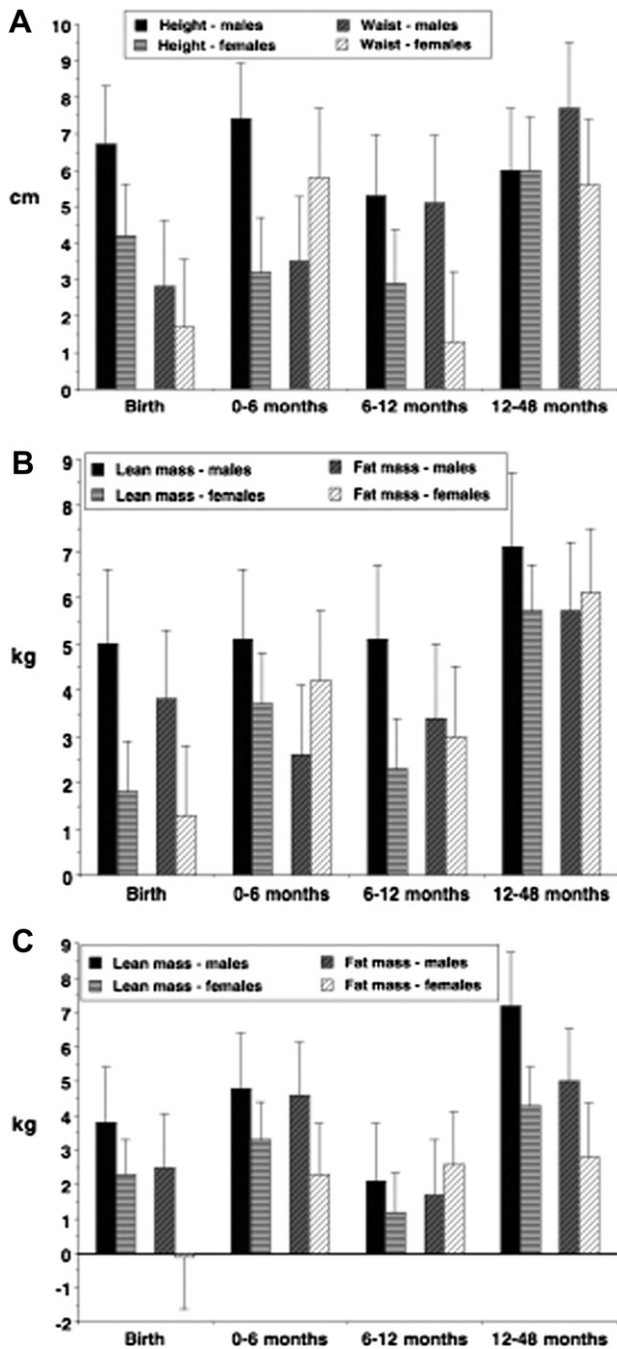 A
Height - males Waist - males
Height - females Waist - females
10
9
8
7
6
cm
5
4
3
2
1
0
Birth 0-6 months 6-12 months 12-48 months
B
9
Lean mass - males Fat mass - males
8
Lean mass - females Fat mass - females
7
6
kg
5
4
3
2
1
0
Birth 0-6 months 6-12 months 12-48 months
C
9
Lean mass - males Fat mass - males
8
Lean mass - females Fat mass - females
7
6
5
kg
4
3
2
1
0
-1
-2
Birth 0-6 months 6-12 months 12-48 months